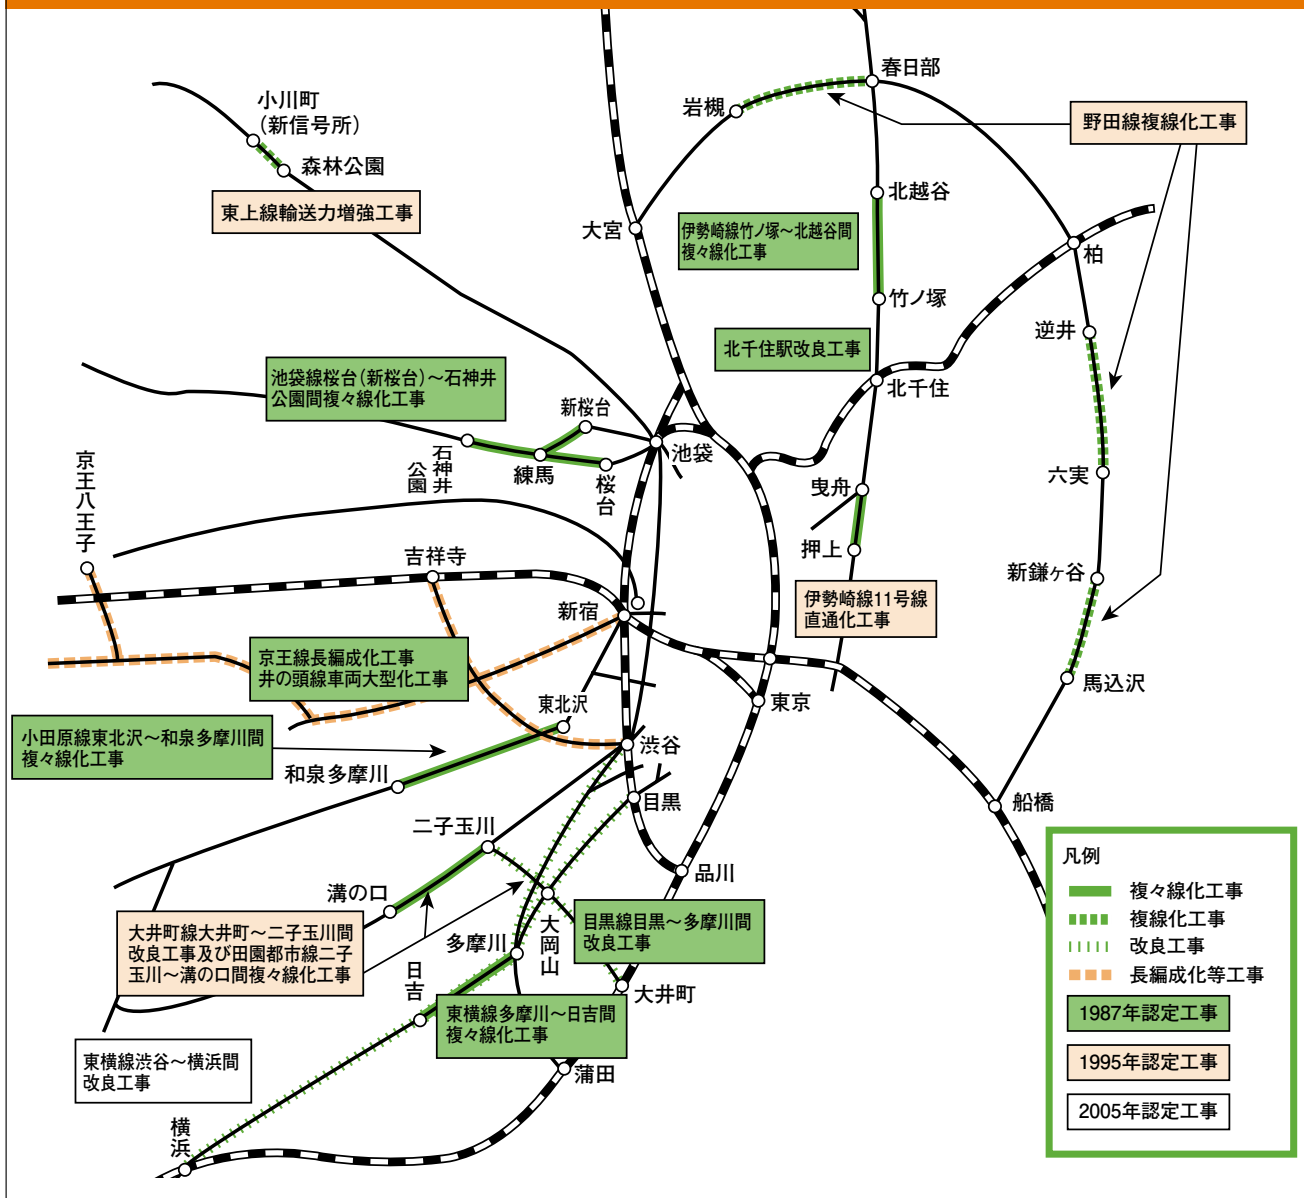 小川町
（新信号所）
森林公園
東上線輸送力増強工事
岩槻
春日部
野田線複線化工事
大宮
北越谷
伊勢崎線竹ノ塚～北越谷間
複々線化工事
竹ノ塚
柏
逆井
北千住駅改良工事
北千住
池袋線桜台（新桜台）～石神井
公園間複々線化工事
新桜台
池袋
石神井
公園
練馬
桜台
曳舟
押上
六実
京王八王子
吉祥寺
新宿
伊勢崎線11号線
直通化工事
新鎌ヶ谷
馬込沢
京王線長編成化工事
井の頭線車両大型化工事
東北沢
東京
小田原線東北沢～和泉多摩川間
複々線化工事
和泉多摩川
渋谷
目黒
船橋
二子玉川
品川
溝の口
大井町線大井町～二子玉川間
改良工事及び田園都市線二子
玉川～溝の口間複々線化工事
多摩川
大岡山
目黒線目黒～多摩川間
改良工事
日吉
大井町
東横線多摩川～日吉間
複々線化工事
東横線渋谷～横浜間
改良工事
蒲田
横浜
凡例
複々線化工事
複線化工事
改良工事
長編成化等工事
1987年認定工事
1995年認定工事
2005年認定工事